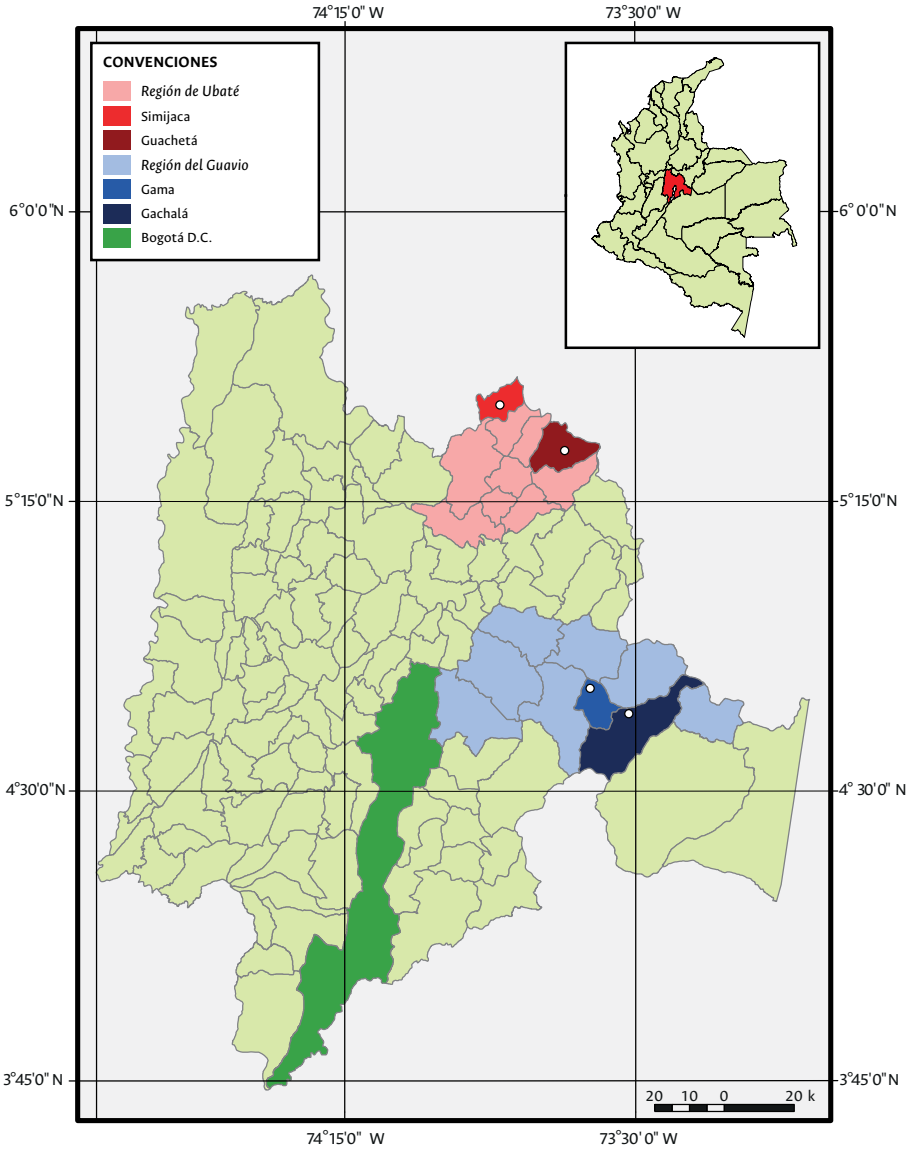 74°15'0" W 73°30'0" W
CONVENCIONES
Región de Ubaté
Simijaca
Guachetá
Región del Guavio
Gama
Gachalá
Bogotá D.C.
6°0'0"N 6°0'0"N
5°15'0"N 5°15'0"N
4°30'0"N 4°30'0"N
3°45'0"N 3°45'0"N
20 10 0 20 k
74°15'0" W 73°30'0" W